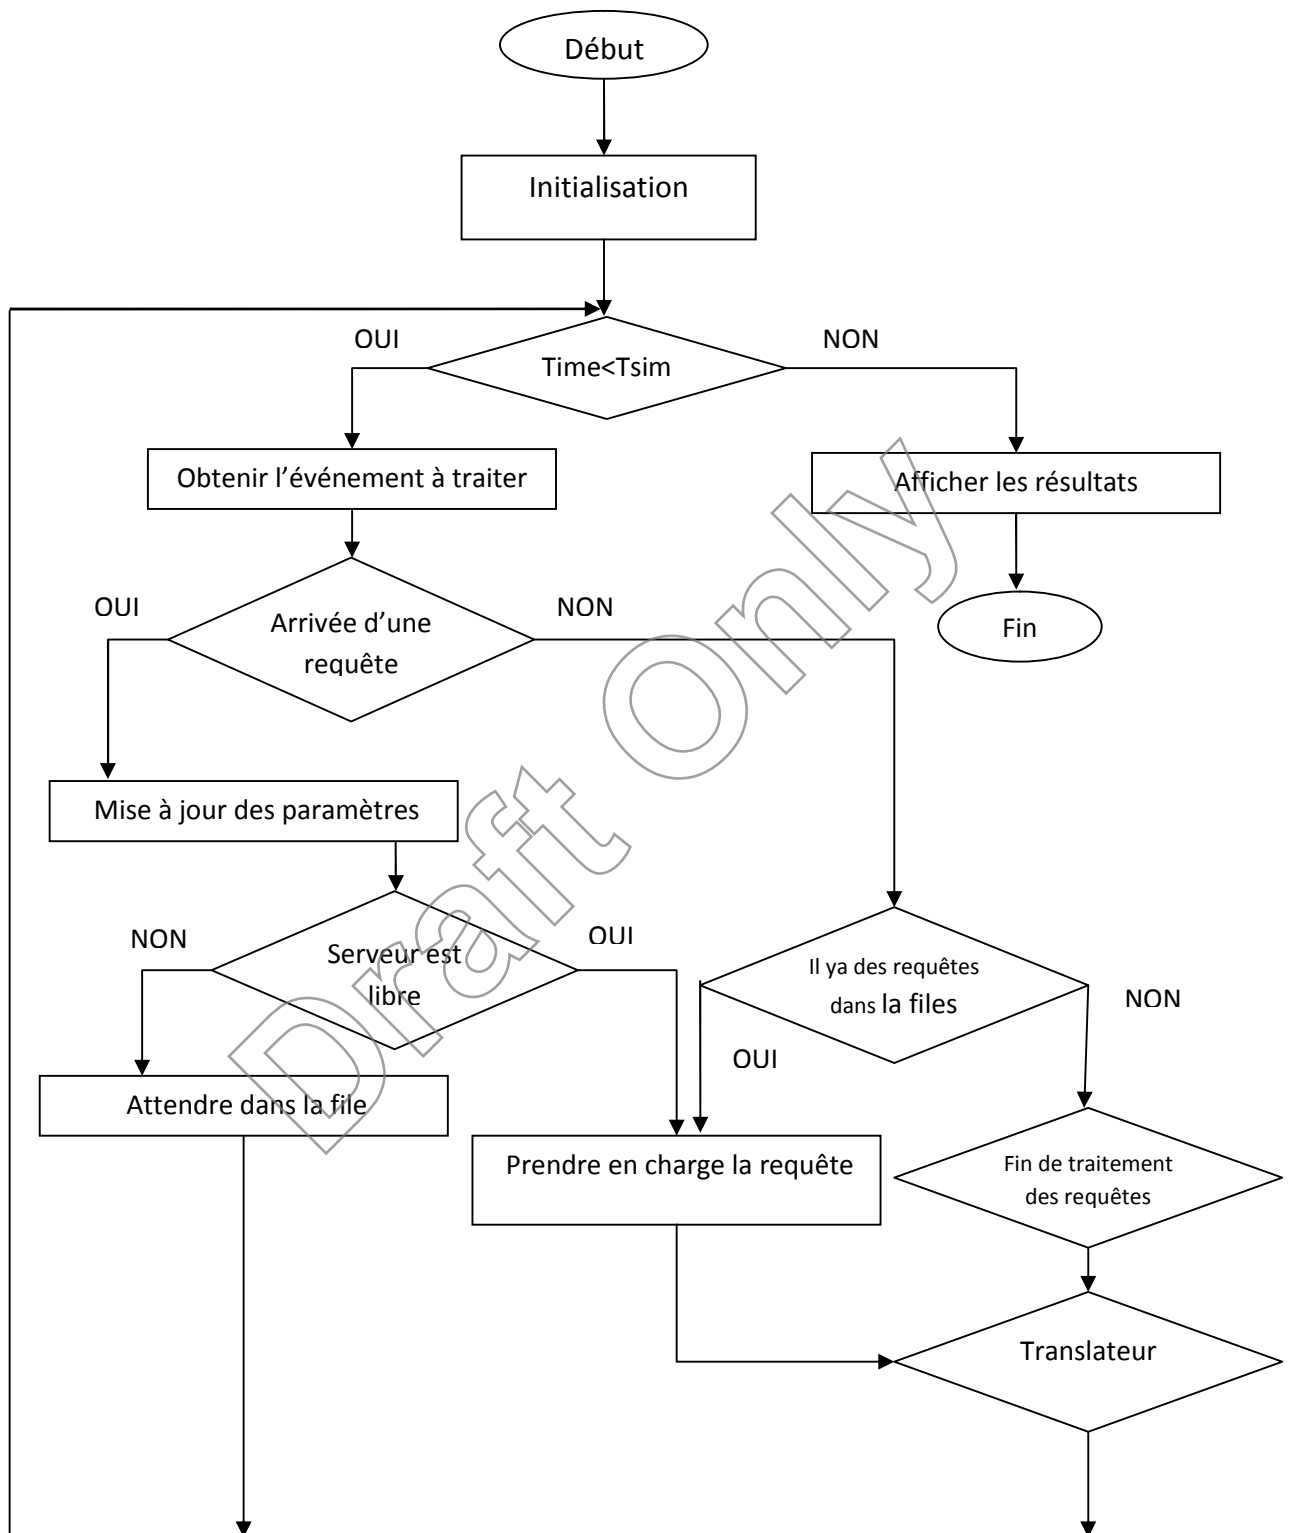 Début
Initialisation
OUI
NON
Time<Tsim
Obtenir l’événement à traiter
Afficher les résultats
OUI
NON
Arrivée d’une
requête
Fin
Mise à jour des paramètres
NON
OUI
Serveur est
libre
Il ya des requêtes
dans la files
NON
OUI
Attendre dans la file
Prendre en charge la requête
Fin de traitement
des requêtes
Translateur
Draft Only